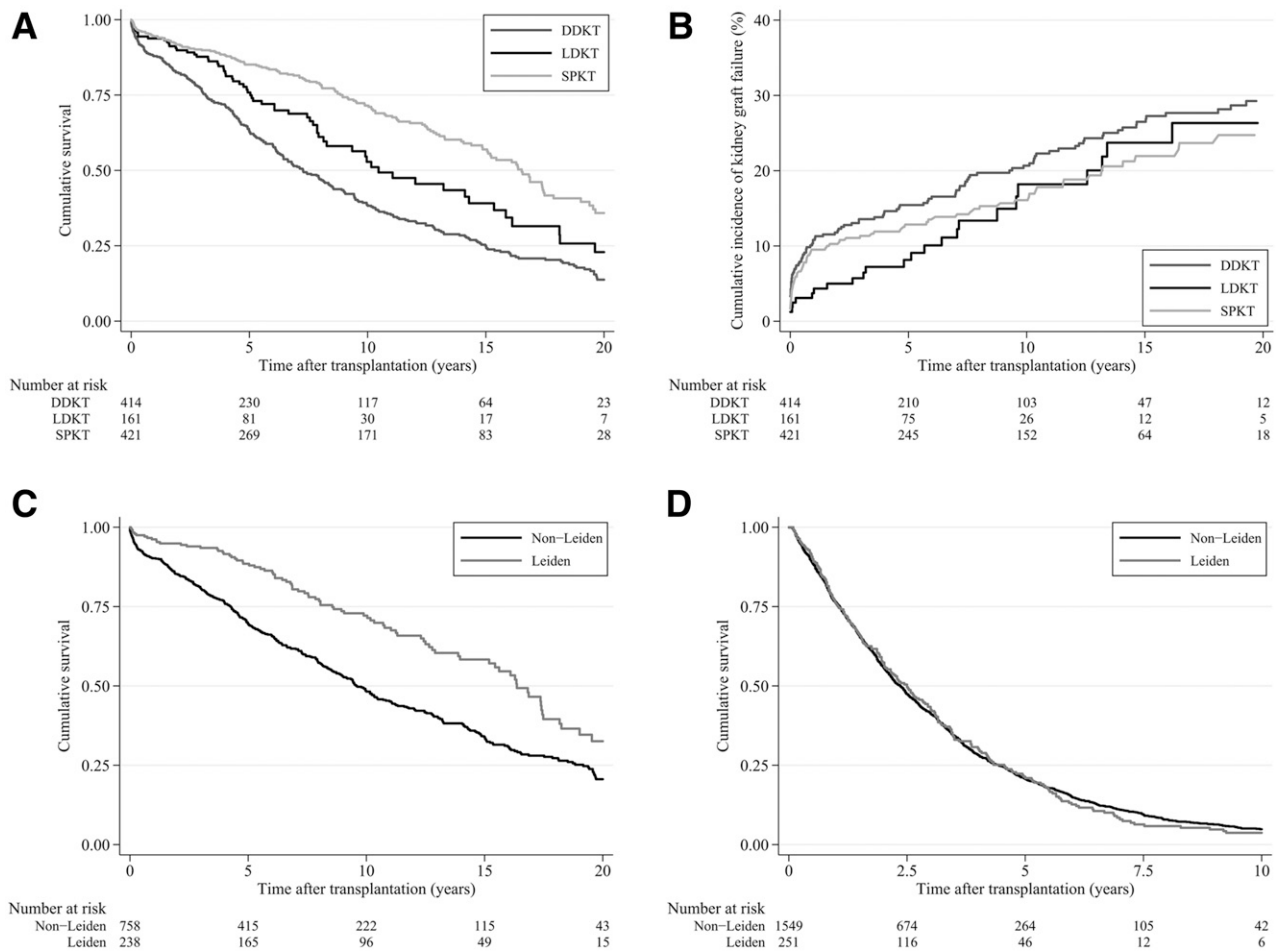 A
1.00
0.75
0.50
0.25
0.00
Cumulative survival
DDKT
LDKT
SPKT
0 5 10 15 20
Time after transplantation (years)
Number at risk
DDKT 414 230 117 64 23
LDKT 161 81 30 17 7
SPKT 421 269 171 83 28
B
40
30
20
10
0
Cumulative incidence of kidney graft failure (%)
DDKT
LDKT
SPKT
0 5 10 15 20
Time after transplantation (years)
Number at risk
DDKT 414 210 103 47 12
LDKT 161 75 26 12 5
SPKT 421 245 152 64 18
C
1.00
0.75
0.50
0.25
0.00
Cumulative survival
Non−Leiden
Leiden
0 5 10 15 20
Time after transplantation (years)
Number at risk
Non−Leiden 758 415 222 115 43
Leiden 238 165 96 49 15
D
1.00
0.75
0.50
0.25
0.00
Cumulative survival
Non−Leiden
Leiden
0 2.5 5 7.5 10
Time after transplantation (years)
Number at risk
Non−Leiden 1549 674 264 105 42
Leiden 251 116 46 12 6